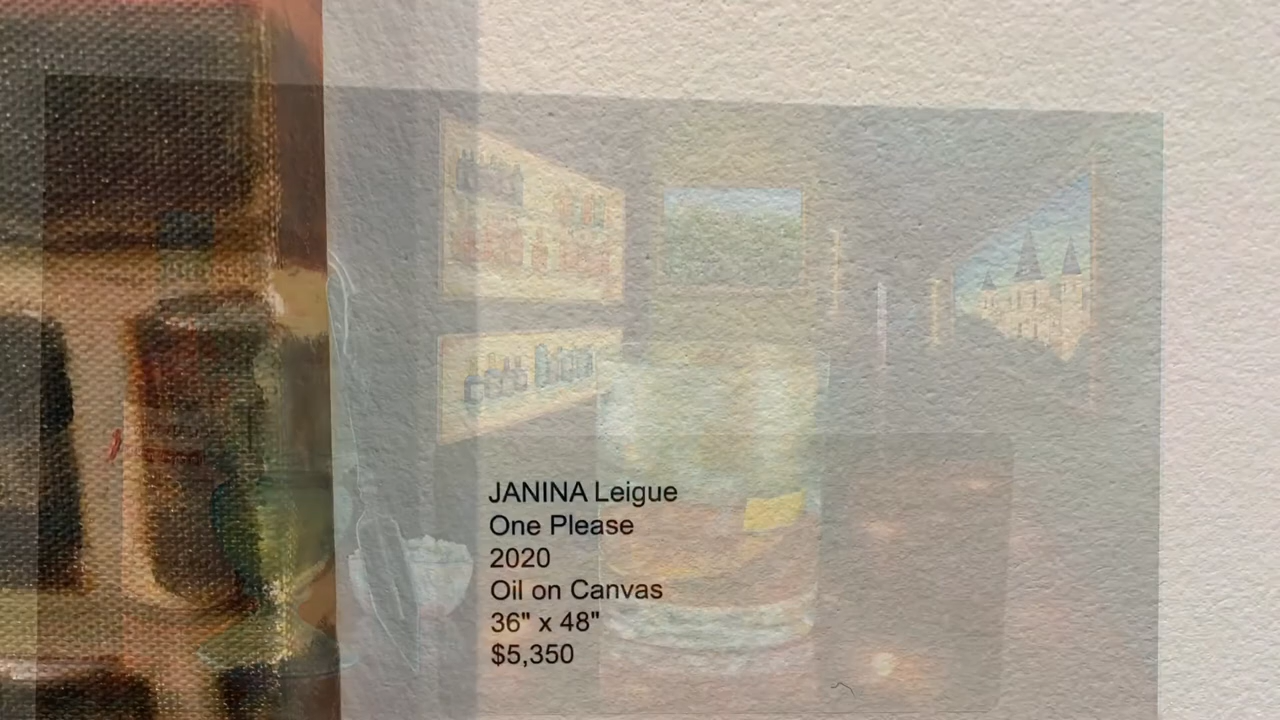 JANINA Leigue
One Please
2020
Oil on Canvas
36" x 48"
$5,350